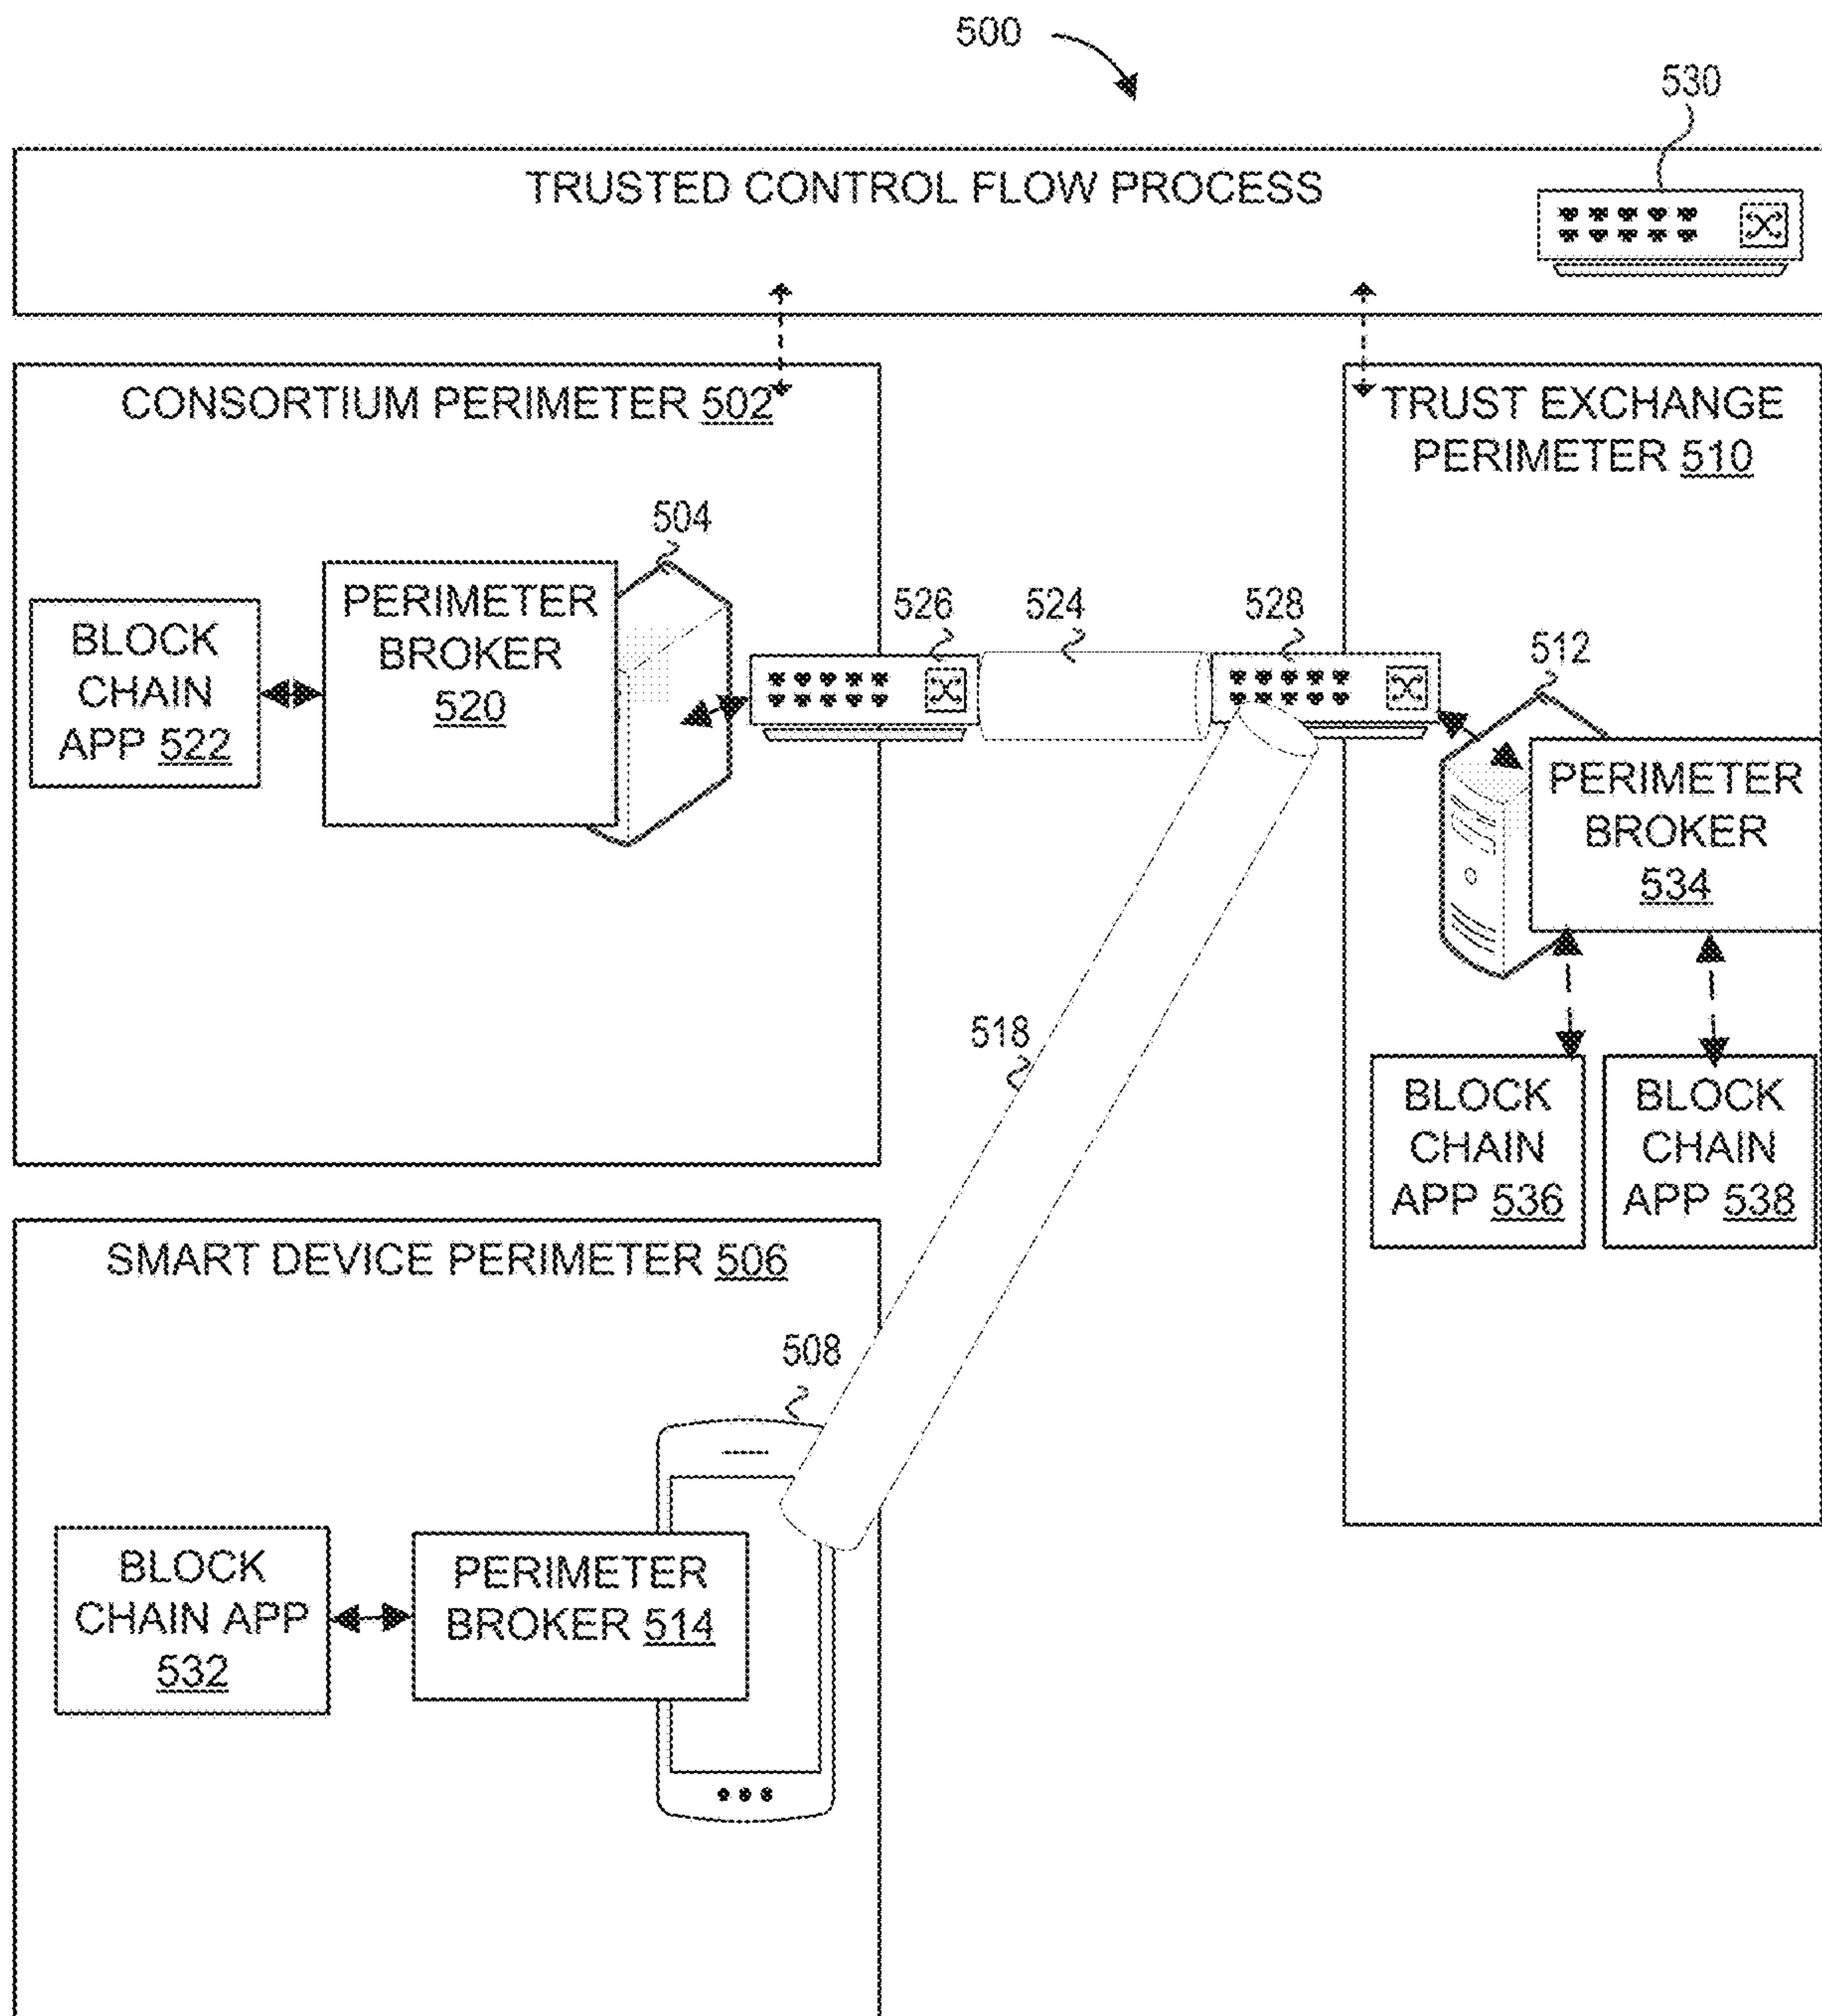 500
530
TRUSTED CONTROL FLOW PROCESS
CONSORTIUM PERIMETER 502
TRUST EXCHANGE
PERIMETER 510
504
PERIMETER
BROKER
520
BLOCK
CHAIN
APP 522
526
524
528
512
PERIMETER
BROKER
534
518
BLOCK
CHAIN
APP 536
BLOCK
CHAIN
APP 538
SMART DEVICE PERIMETER 506
508
BLOCK
CHAIN APP
532
PERIMETER
BROKER 514